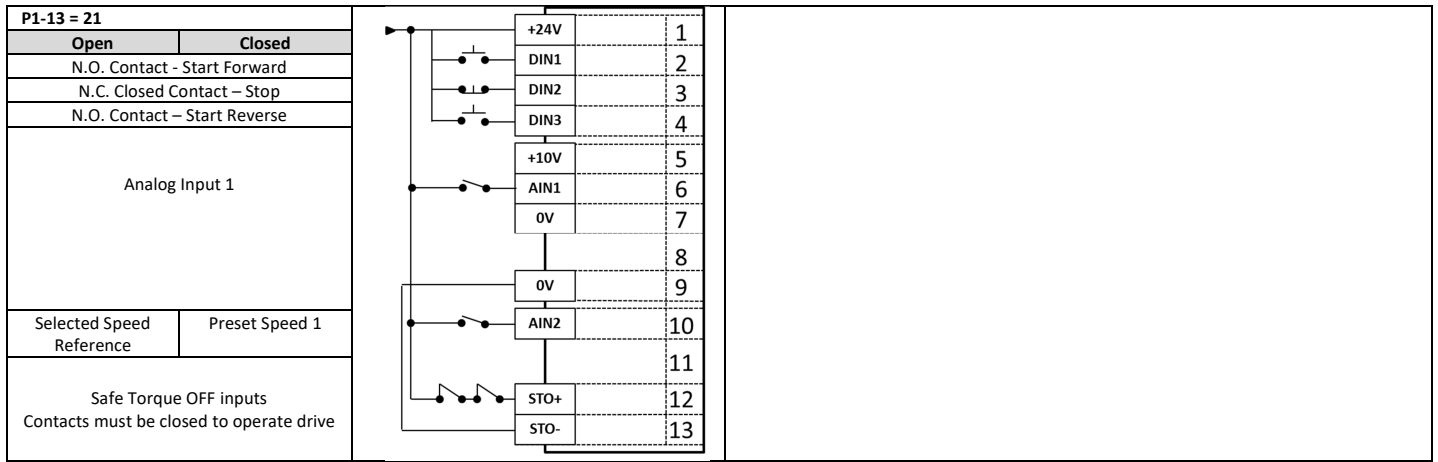 P1-13 = 21
Open Closed
N.O. Contact - Start Forward
N.C. Closed Contact – Stop
N.O. Contact – Start Reverse
Analog Input 1
Selected Speed Preset Speed 1
Reference
Safe Torque OFF inputs
Contacts must be closed to operate drive
+24V 1
DIN1 2
DIN2 3
DIN3 4
+10V 5
AIN1 6
0V 7
8
0V 9
AIN2 10
11
STO+ 12
STO- 13